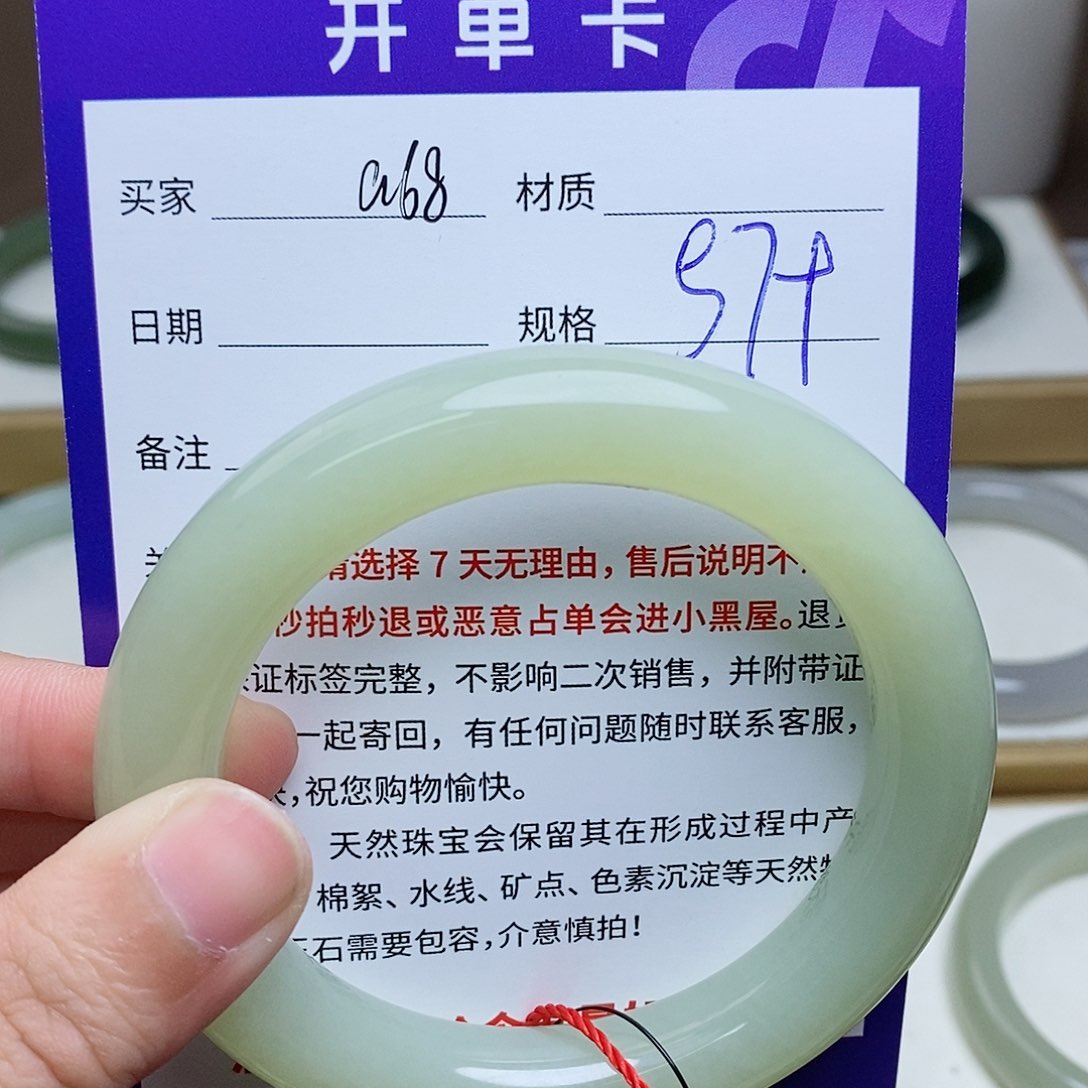 开单卡
买家 a68 材质
日期 规格 57+
备注
请选择7天无理由，售后说明不
秒拍秒退或恶意占单会进小黑屋。退
证标签完整，不影响二次销售，并附带证
一起寄回，有任何问题随时联系客服，
，祝您购物愉快。
天然珠宝会保留其在形成过程中产
棉絮、水线、矿点、色素沉淀等天然
玉石需要包容，介意慎拍！